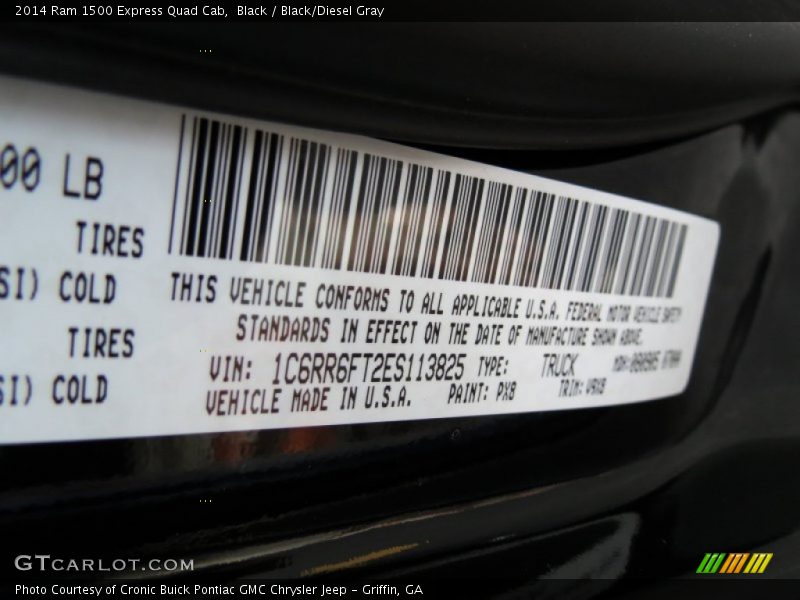 2014 Ram 1500 Express Quad Cab,  Black / Black/Diesel Gray
00 LB
TIRES
SI) COLD
TIRES
SI) COLD
THIS VEHICLE CONFORMS TO ALL APPLICABLE U.S.A. FEDERAL MOTOR VEHICLE SAFETY
STANDARDS IN EFFECT ON THE DATE OF MANUFACTURE SHOWN ABOVE.
VIN: 1C6RR6FT2ES113825 TYPE: TRUCK MDH:
VEHICLE MADE IN U.S.A. PAINT: PX8 TRIM: V9X8
GTCARLOT.COM
Photo Courtesy of Cronic Buick Pontiac GMC Chrysler Jeep - Griffin, GA